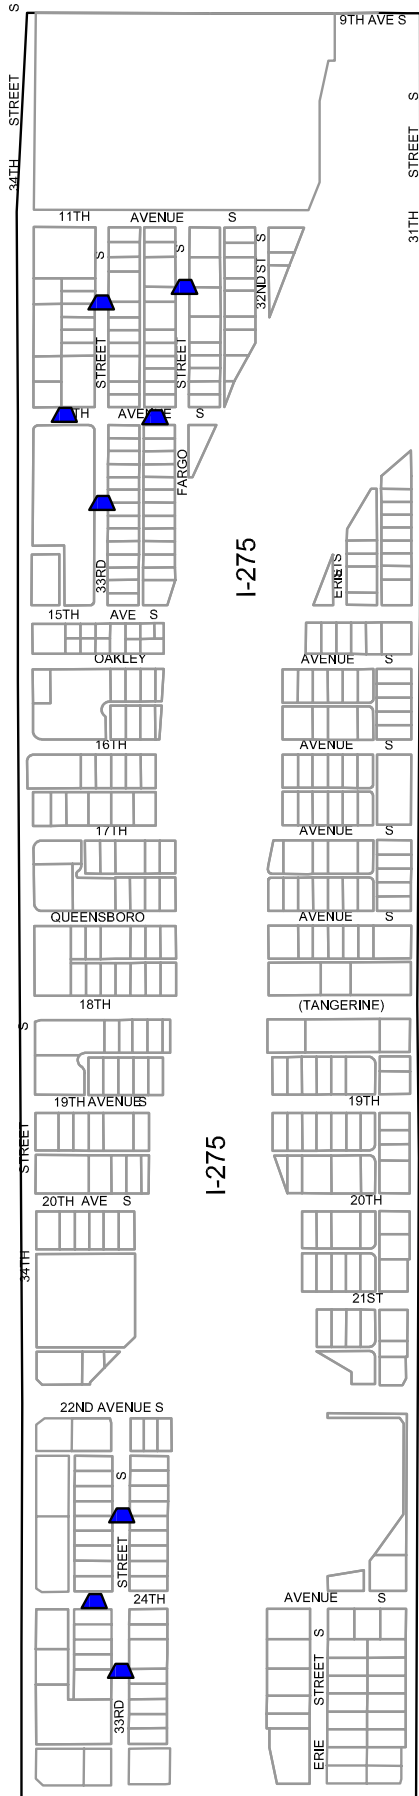 S
9TH AVE S
34TH STREET
31TH STREET S
11TH AVENUE S
33RD STREET S
FARGO STREET S
32ND ST S
TH AVENUE S
I-275
ERIE ST S
15TH AVE S
OAKLEY AVENUE S
16TH AVENUE S
17TH AVENUE S
QUEENSBORO AVENUE S
18TH (TANGERINE)
34TH STREET S
19TH AVENUE S
19TH
I-275
20TH AVE S
20TH
21ST
22ND AVENUE S
33RD STREET S
24TH AVENUE S
ERIE STREET S